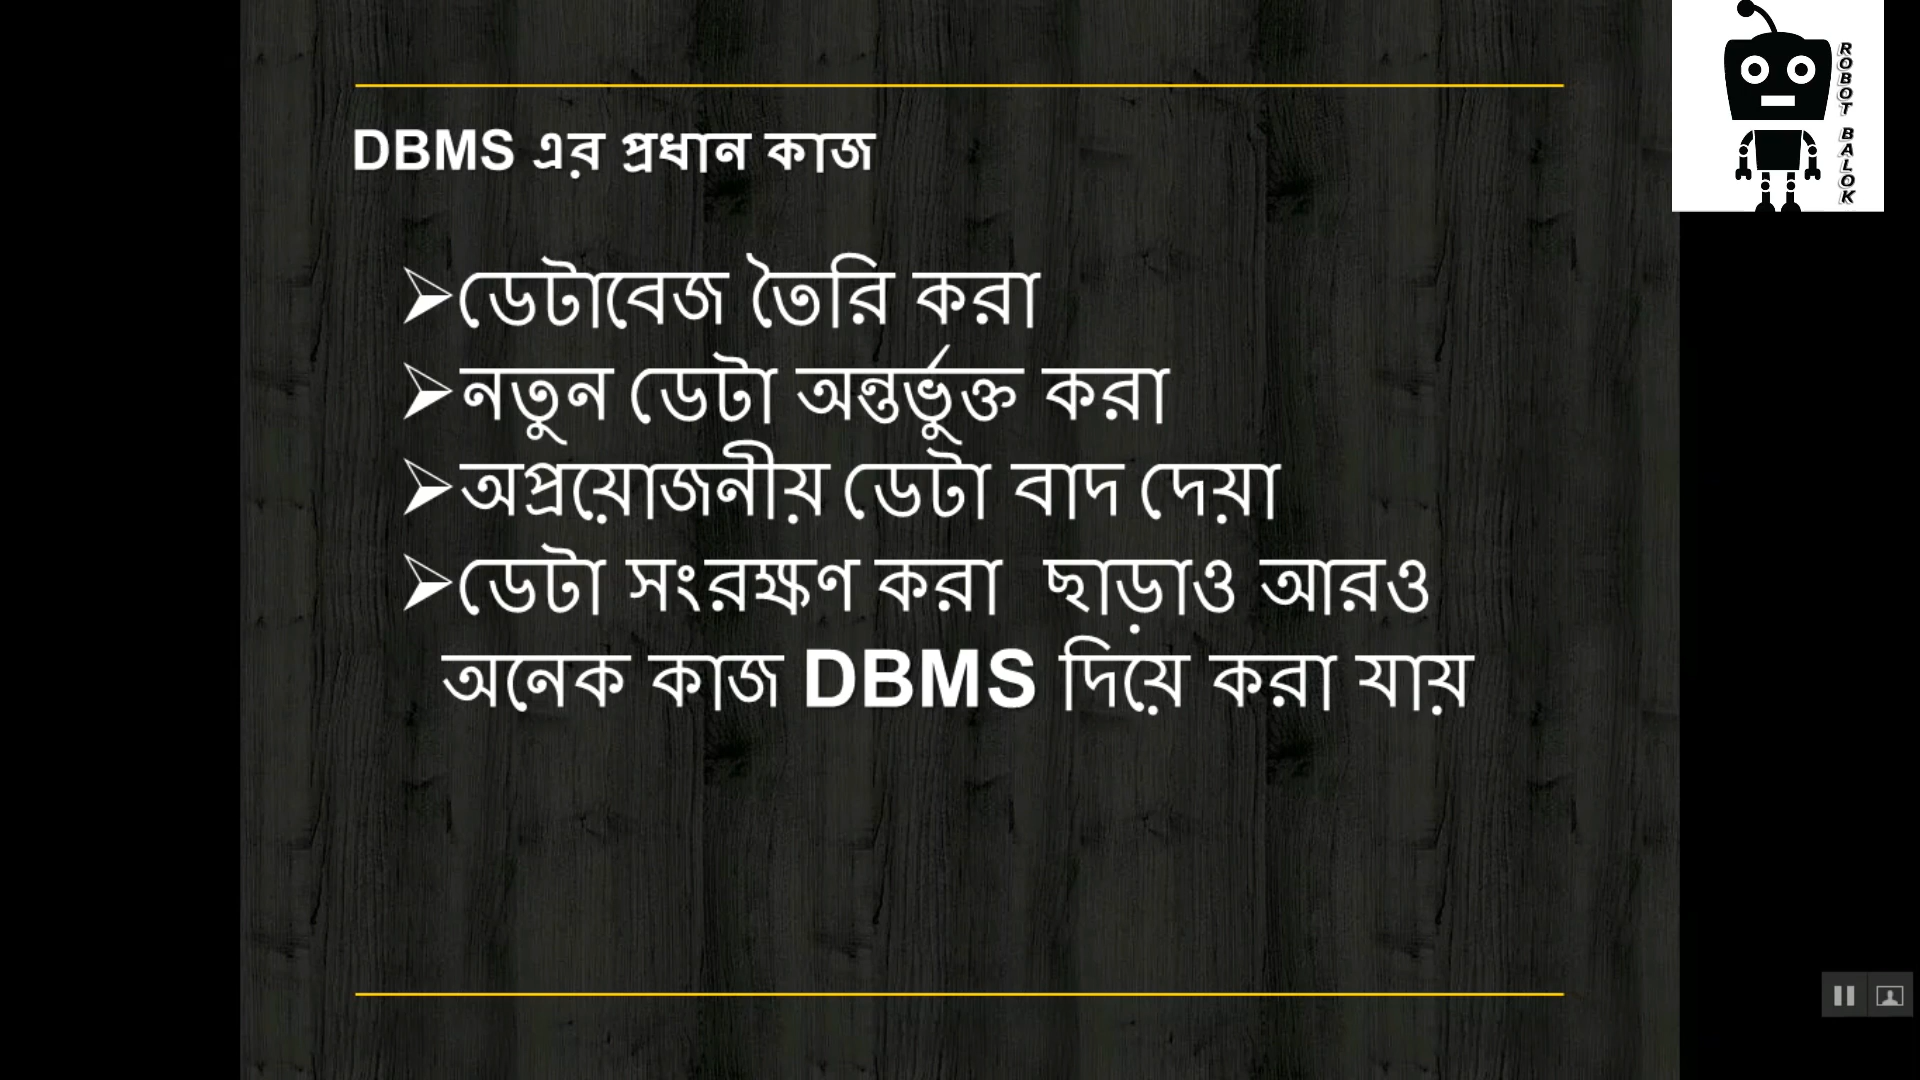 DBMS এর প্রধান কাজ
➢ডেটাবেজ তৈরি করা
➢নতুন ডেটা অন্তর্ভুক্ত করা
➢অপ্রয়োজনীয় ডেটা বাদ দেয়া
➢ডেটা সংরক্ষণ করা ছাড়াও আরও
অনেক কাজ DBMS দিয়ে করা যায়
ROBOT BALOK